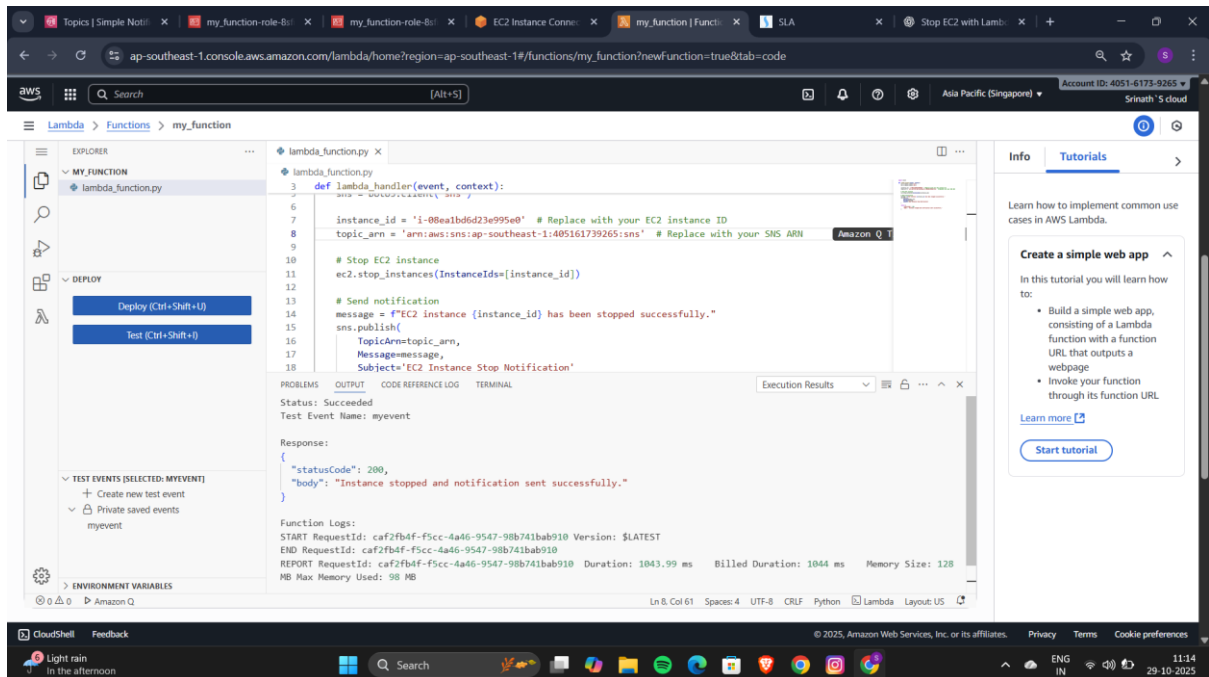 Topics | Simple Notifi
my_function-role-8st
my_function-role-8st
EC2 Instance Connec
my_function | Functio
SLA
Stop EC2 with Lambd
ap-southeast-1.console.aws.amazon.com/lambda/home?region=ap-southeast-1#/functions/my_function?newFunction=true&tab=code
S
aws
Search [Alt+S]
Asia Pacific (Singapore)
Account ID: 4051-6173-9265
Srinath`S cloud
Lambda > Functions > my_function
EXPLORER
MY_FUNCTION
lambda_function.py
DEPLOY
Deploy (Ctrl+Shift+U)
Test (Ctrl+Shift+I)
TEST EVENTS [SELECTED: MYEVENT]
+ Create new test event
Private saved events
myevent
ENVIRONMENT VARIABLES
lambda_function.py
lambda_function.py
3 def lambda_handler(event, context):
5 sns = boto3.client('sns')
6
7 instance_id = 'i-08ea1bd6d23e995e0' # Replace with your EC2 instance ID
8 topic_arn = 'arn:aws:sns:ap-southeast-1:405161739265:sns' # Replace with your SNS ARN
Amazon Q T
9
10 # Stop EC2 instance
11 ec2.stop_instances(InstanceIds=[instance_id])
12
13 # Send notification
14 message = f"EC2 instance {instance_id} has been stopped successfully."
15 sns.publish(
16 TopicArn=topic_arn,
17 Message=message,
18 Subject='EC2 Instance Stop Notification'
PROBLEMS OUTPUT CODE REFERENCE LOG TERMINAL
Execution Results
Status: Succeeded
Test Event Name: myevent
Response:
{
"statusCode": 200,
"body": "Instance stopped and notification sent successfully."
}
Function Logs:
START RequestId: caf2fb4f-f5cc-4a46-9547-98b741bab910 Version: $LATEST
END RequestId: caf2fb4f-f5cc-4a46-9547-98b741bab910
REPORT RequestId: caf2fb4f-f5cc-4a46-9547-98b741bab910 Duration: 1043.99 ms Billed Duration: 1044 ms Memory Size: 128
MB Max Memory Used: 98 MB
0 0 Amazon Q
Ln 8, Col 61 Spaces: 4 UTF-8 CRLF Python Lambda Layout: US
Info Tutorials
Learn how to implement common use
cases in AWS Lambda.
Create a simple web app
In this tutorial you will learn how
to:
• Build a simple web app,
consisting of a Lambda
function with a function
URL that outputs a
webpage
• Invoke your function
through its function URL
Learn more
Start tutorial
CloudShell Feedback
© 2025, Amazon Web Services, Inc. or its affiliates. Privacy Terms Cookie preferences
6
Light rain
In the afternoon
Search
ENG
IN
11:14
29-10-2025